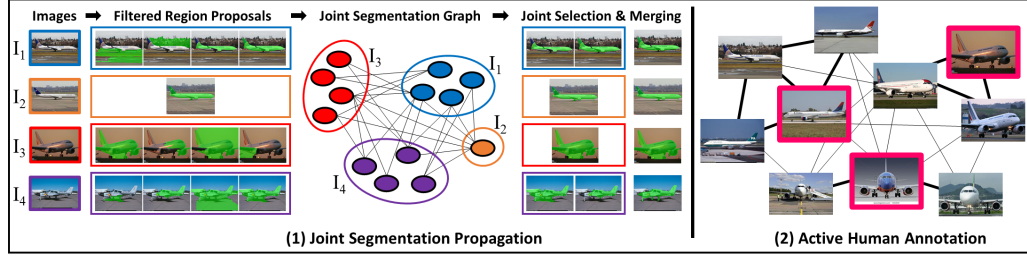 Images
Filtered Region Proposals
Joint Segmentation Graph
Joint Selection & Merging
I1
I2
I3
I4
I3
I1
I2
I4
(1) Joint Segmentation Propagation
(2) Active Human Annotation